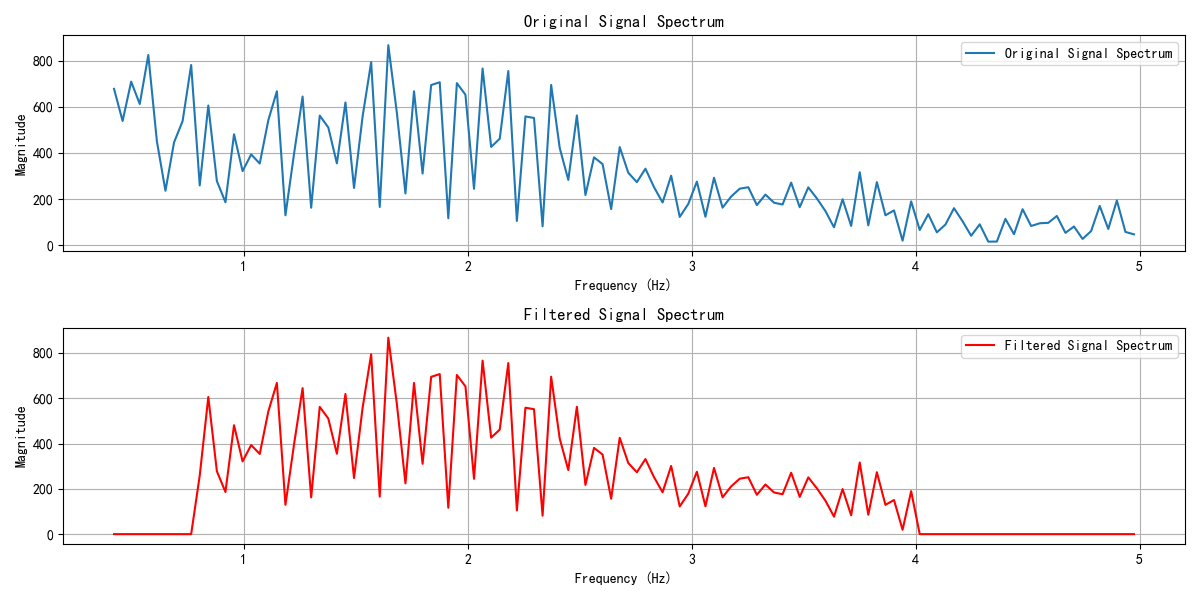 Original Signal Spectrum
Original Signal Spectrum
Magnitude
800
600
400
200
0
1
2
3
4
5
Frequency (Hz)
Filtered Signal Spectrum
Filtered Signal Spectrum
Magnitude
800
600
400
200
0
1
2
3
4
5
Frequency (Hz)